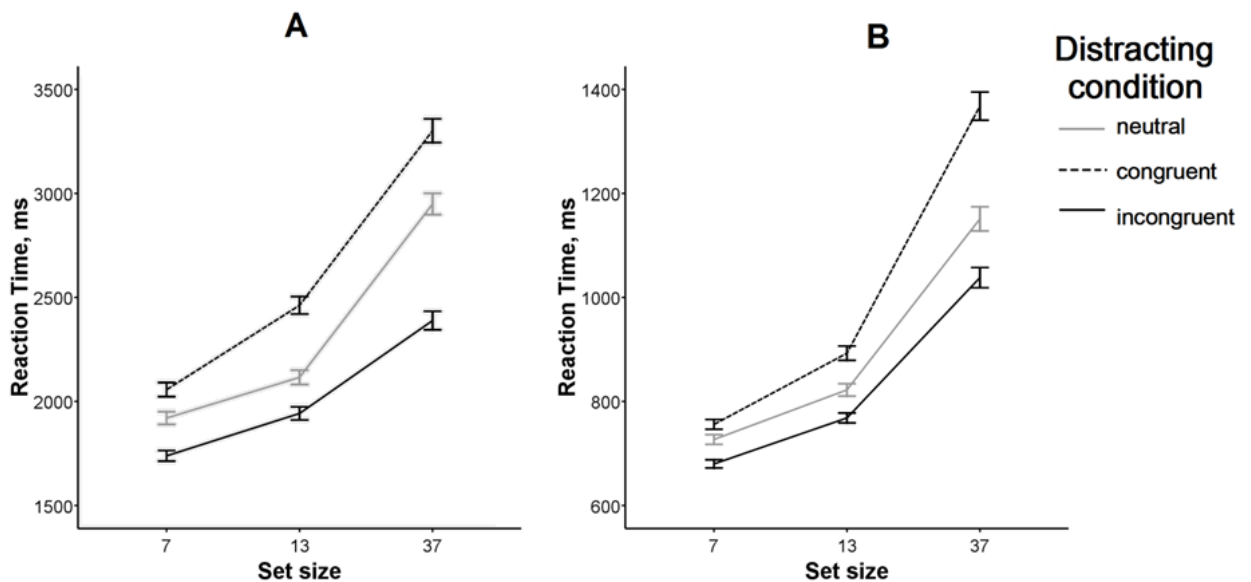 A
3500
3000
2500
2000
1500
Reaction Time, ms
7 13 37
Set size
B
1400
1200
1000
800
600
Reaction Time, ms
7 13 37
Set size
Distracting
condition
neutral
congruent
incongruent